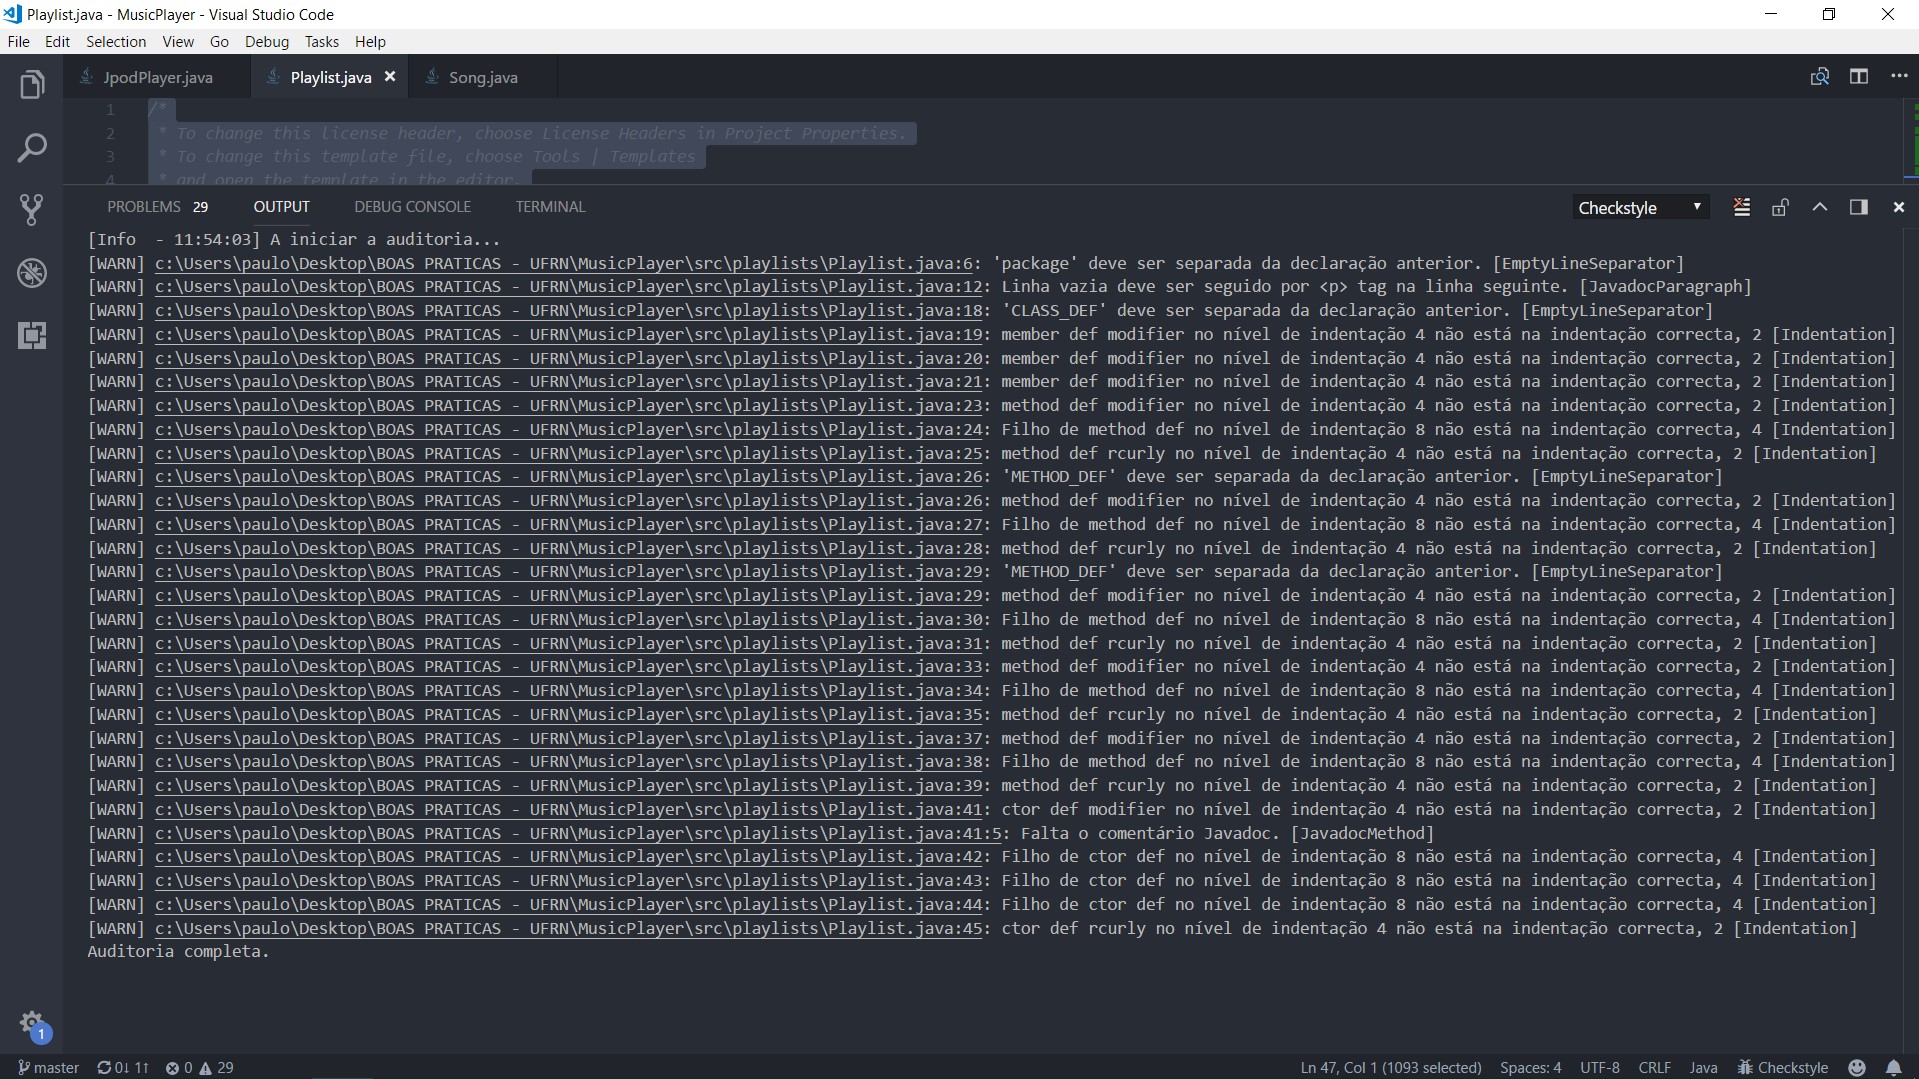 Playlist.java - MusicPlayer - Visual Studio Code
File Edit Selection View Go Debug Tasks Help
JpodPlayer.java Playlist.java × Song.java
1 /*
2 * To change this license header, choose License Headers in Project Properties.
3 * To change this template file, choose Tools | Templates
4 * and open the template in the editor.
PROBLEMS 29 OUTPUT DEBUG CONSOLE TERMINAL Checkstyle
[Info  - 11:54:03] A iniciar a auditoria...
[WARN] c:\Users\paulo\Desktop\BOAS PRATICAS - UFRN\MusicPlayer\src\playlists\Playlist.java:6: 'package' deve ser separada da declaração anterior. [EmptyLineSeparator]
[WARN] c:\Users\paulo\Desktop\BOAS PRATICAS - UFRN\MusicPlayer\src\playlists\Playlist.java:12: Linha vazia deve ser seguido por <p> tag na linha seguinte. [JavadocParagraph]
[WARN] c:\Users\paulo\Desktop\BOAS PRATICAS - UFRN\MusicPlayer\src\playlists\Playlist.java:18: 'CLASS_DEF' deve ser separada da declaração anterior. [EmptyLineSeparator]
[WARN] c:\Users\paulo\Desktop\BOAS PRATICAS - UFRN\MusicPlayer\src\playlists\Playlist.java:19: member def modifier no nível de indentação 4 não está na indentação correcta, 2 [Indentation]
[WARN] c:\Users\paulo\Desktop\BOAS PRATICAS - UFRN\MusicPlayer\src\playlists\Playlist.java:20: member def modifier no nível de indentação 4 não está na indentação correcta, 2 [Indentation]
[WARN] c:\Users\paulo\Desktop\BOAS PRATICAS - UFRN\MusicPlayer\src\playlists\Playlist.java:21: member def modifier no nível de indentação 4 não está na indentação correcta, 2 [Indentation]
[WARN] c:\Users\paulo\Desktop\BOAS PRATICAS - UFRN\MusicPlayer\src\playlists\Playlist.java:23: method def modifier no nível de indentação 4 não está na indentação correcta, 2 [Indentation]
[WARN] c:\Users\paulo\Desktop\BOAS PRATICAS - UFRN\MusicPlayer\src\playlists\Playlist.java:24: Filho de method def no nível de indentação 8 não está na indentação correcta, 4 [Indentation]
[WARN] c:\Users\paulo\Desktop\BOAS PRATICAS - UFRN\MusicPlayer\src\playlists\Playlist.java:25: method def rcurly no nível de indentação 4 não está na indentação correcta, 2 [Indentation]
[WARN] c:\Users\paulo\Desktop\BOAS PRATICAS - UFRN\MusicPlayer\src\playlists\Playlist.java:26: 'METHOD_DEF' deve ser separada da declaração anterior. [EmptyLineSeparator]
[WARN] c:\Users\paulo\Desktop\BOAS PRATICAS - UFRN\MusicPlayer\src\playlists\Playlist.java:26: method def modifier no nível de indentação 4 não está na indentação correcta, 2 [Indentation]
[WARN] c:\Users\paulo\Desktop\BOAS PRATICAS - UFRN\MusicPlayer\src\playlists\Playlist.java:27: Filho de method def no nível de indentação 8 não está na indentação correcta, 4 [Indentation]
[WARN] c:\Users\paulo\Desktop\BOAS PRATICAS - UFRN\MusicPlayer\src\playlists\Playlist.java:28: method def rcurly no nível de indentação 4 não está na indentação correcta, 2 [Indentation]
[WARN] c:\Users\paulo\Desktop\BOAS PRATICAS - UFRN\MusicPlayer\src\playlists\Playlist.java:29: 'METHOD_DEF' deve ser separada da declaração anterior. [EmptyLineSeparator]
[WARN] c:\Users\paulo\Desktop\BOAS PRATICAS - UFRN\MusicPlayer\src\playlists\Playlist.java:29: method def modifier no nível de indentação 4 não está na indentação correcta, 2 [Indentation]
[WARN] c:\Users\paulo\Desktop\BOAS PRATICAS - UFRN\MusicPlayer\src\playlists\Playlist.java:30: Filho de method def no nível de indentação 8 não está na indentação correcta, 4 [Indentation]
[WARN] c:\Users\paulo\Desktop\BOAS PRATICAS - UFRN\MusicPlayer\src\playlists\Playlist.java:31: method def rcurly no nível de indentação 4 não está na indentação correcta, 2 [Indentation]
[WARN] c:\Users\paulo\Desktop\BOAS PRATICAS - UFRN\MusicPlayer\src\playlists\Playlist.java:33: method def modifier no nível de indentação 4 não está na indentação correcta, 2 [Indentation]
[WARN] c:\Users\paulo\Desktop\BOAS PRATICAS - UFRN\MusicPlayer\src\playlists\Playlist.java:34: Filho de method def no nível de indentação 8 não está na indentação correcta, 4 [Indentation]
[WARN] c:\Users\paulo\Desktop\BOAS PRATICAS - UFRN\MusicPlayer\src\playlists\Playlist.java:35: method def rcurly no nível de indentação 4 não está na indentação correcta, 2 [Indentation]
[WARN] c:\Users\paulo\Desktop\BOAS PRATICAS - UFRN\MusicPlayer\src\playlists\Playlist.java:37: method def modifier no nível de indentação 4 não está na indentação correcta, 2 [Indentation]
[WARN] c:\Users\paulo\Desktop\BOAS PRATICAS - UFRN\MusicPlayer\src\playlists\Playlist.java:38: Filho de method def no nível de indentação 8 não está na indentação correcta, 4 [Indentation]
[WARN] c:\Users\paulo\Desktop\BOAS PRATICAS - UFRN\MusicPlayer\src\playlists\Playlist.java:39: method def rcurly no nível de indentação 4 não está na indentação correcta, 2 [Indentation]
[WARN] c:\Users\paulo\Desktop\BOAS PRATICAS - UFRN\MusicPlayer\src\playlists\Playlist.java:41: ctor def modifier no nível de indentação 4 não está na indentação correcta, 2 [Indentation]
[WARN] c:\Users\paulo\Desktop\BOAS PRATICAS - UFRN\MusicPlayer\src\playlists\Playlist.java:41:5: Falta o comentário Javadoc. [JavadocMethod]
[WARN] c:\Users\paulo\Desktop\BOAS PRATICAS - UFRN\MusicPlayer\src\playlists\Playlist.java:42: Filho de ctor def no nível de indentação 8 não está na indentação correcta, 4 [Indentation]
[WARN] c:\Users\paulo\Desktop\BOAS PRATICAS - UFRN\MusicPlayer\src\playlists\Playlist.java:43: Filho de ctor def no nível de indentação 8 não está na indentação correcta, 4 [Indentation]
[WARN] c:\Users\paulo\Desktop\BOAS PRATICAS - UFRN\MusicPlayer\src\playlists\Playlist.java:44: Filho de ctor def no nível de indentação 8 não está na indentação correcta, 4 [Indentation]
[WARN] c:\Users\paulo\Desktop\BOAS PRATICAS - UFRN\MusicPlayer\src\playlists\Playlist.java:45: ctor def rcurly no nível de indentação 4 não está na indentação correcta, 2 [Indentation]
Auditoria completa.
1
master 0↓ 1↑ 0 29 Ln 47, Col 1 (1093 selected) Spaces: 4 UTF-8 CRLF Java Checkstyle